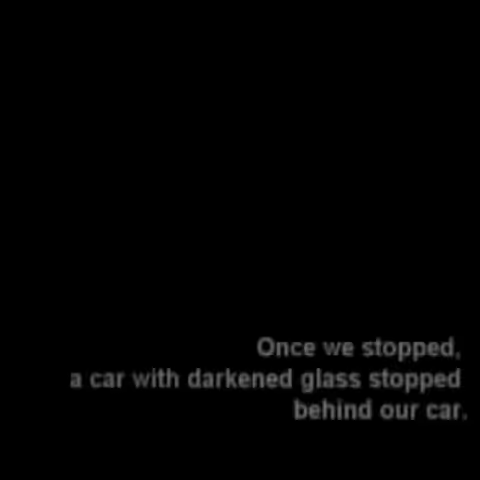 Once we stopped,
a car with darkened glass stopped
behind our car.